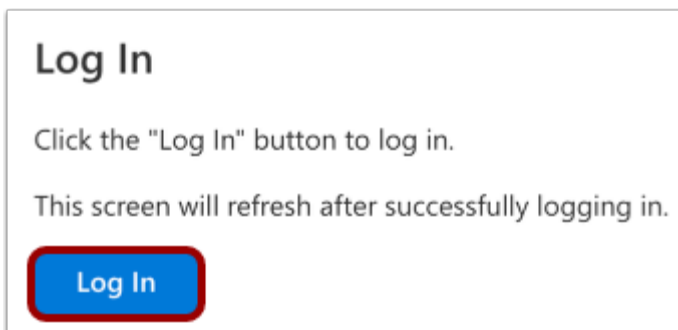 Log In
Click the "Log In" button to log in.
This screen will refresh after successfully logging in.
Log In